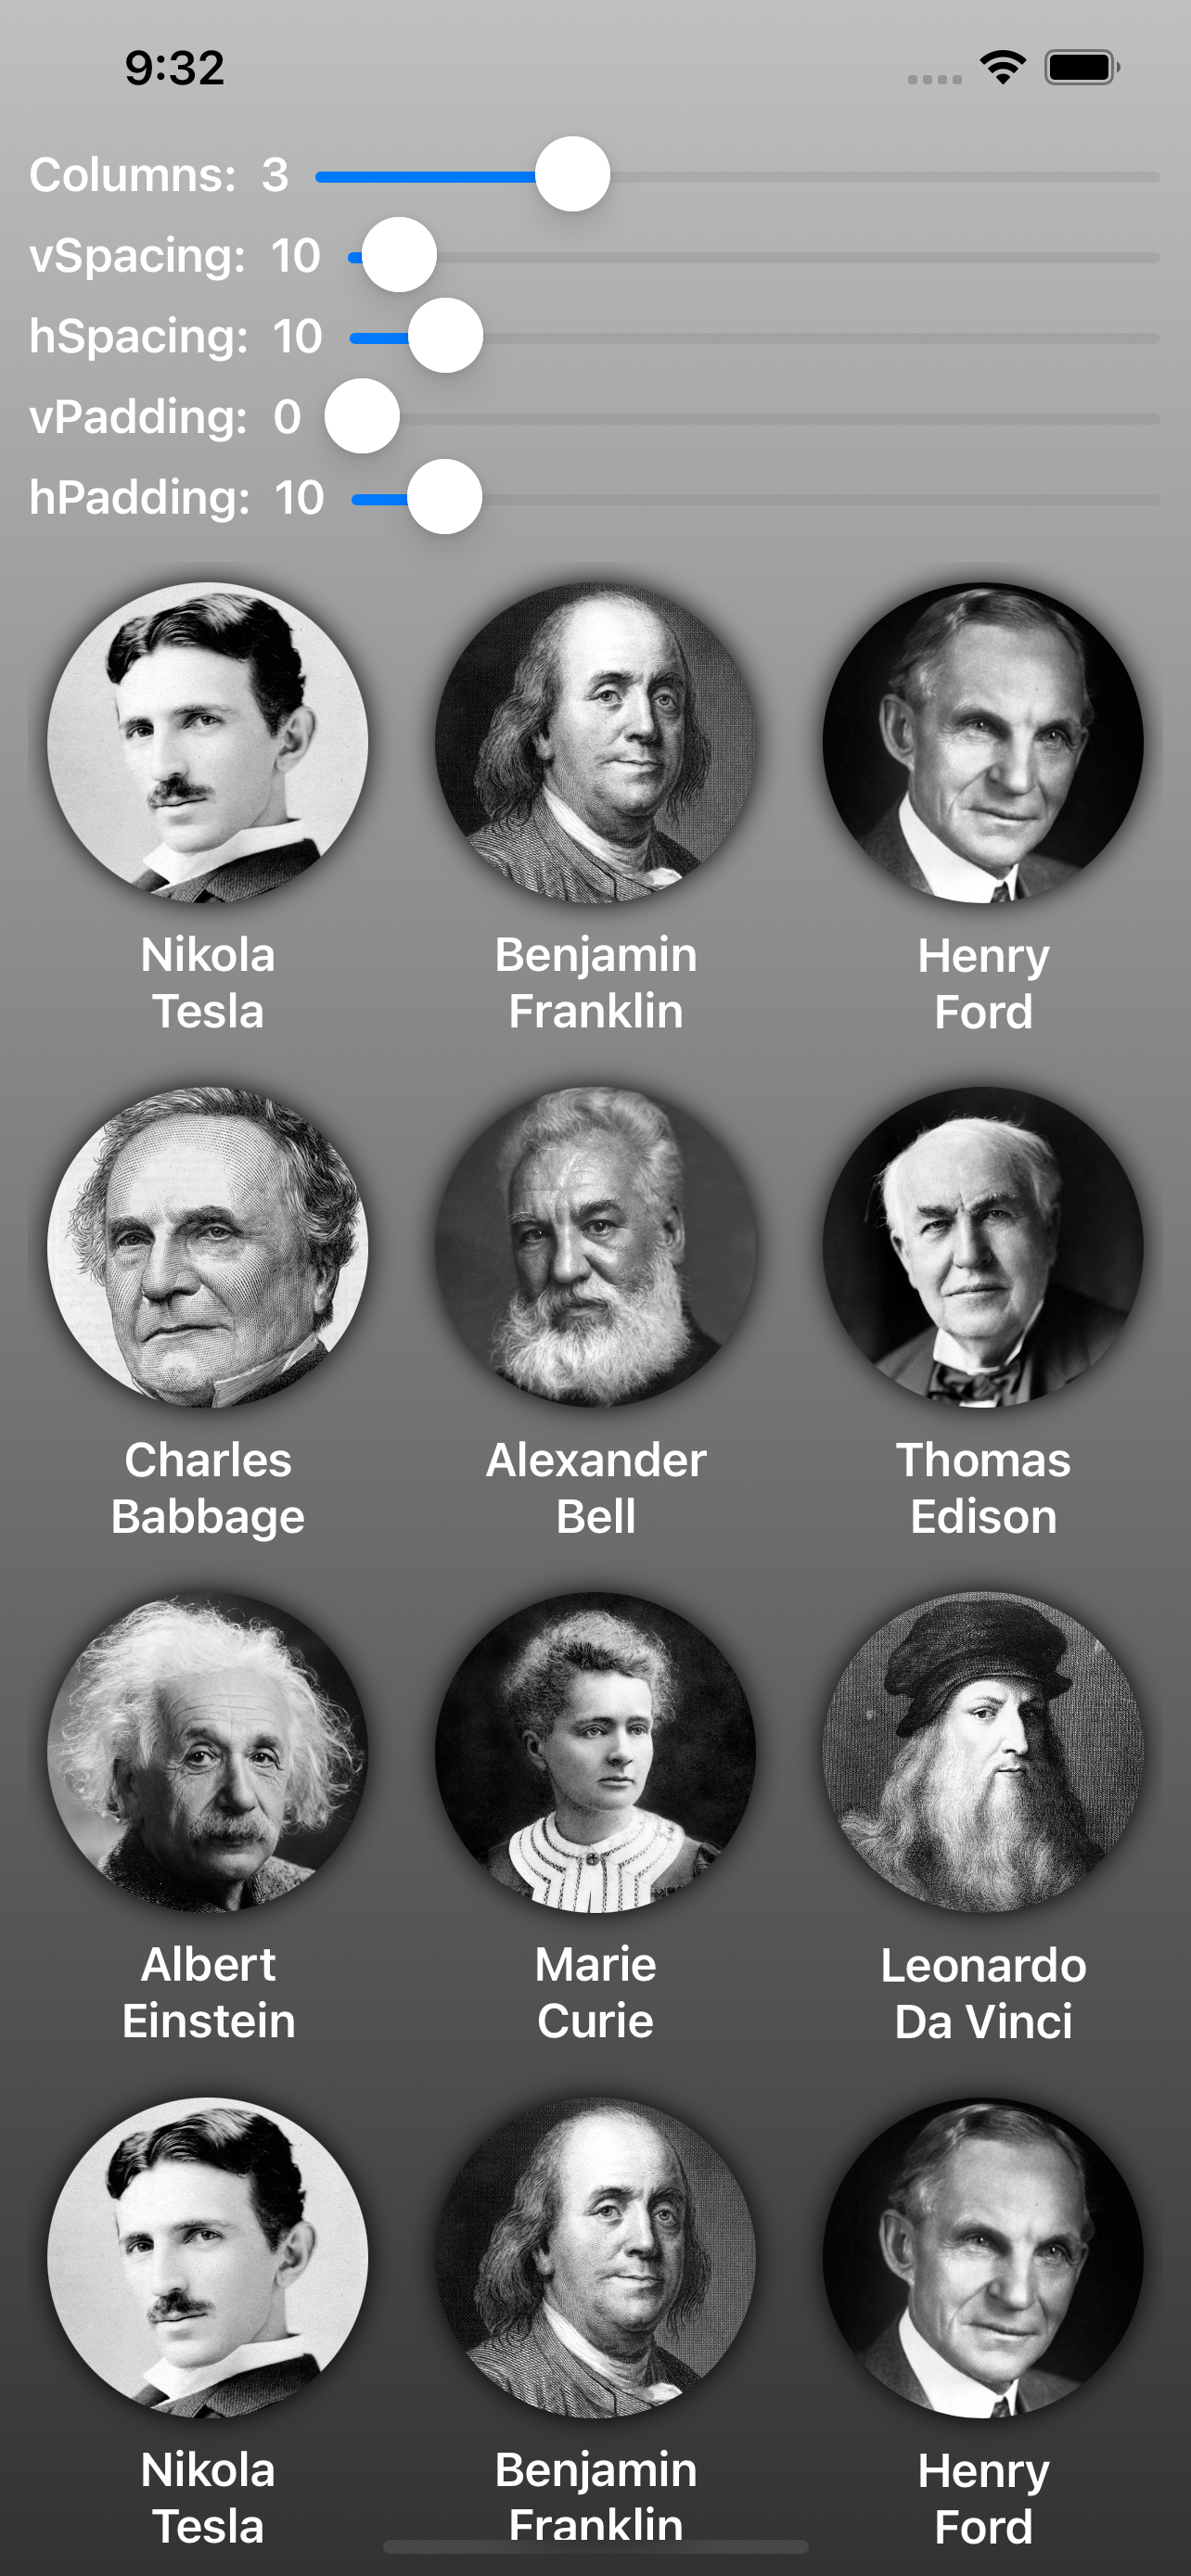 9:32
Columns: 3
vSpacing: 10
hSpacing: 10
vPadding: 0
hPadding: 10
Nikola
Tesla
Benjamin
Franklin
Henry
Ford
Charles
Babbage
Alexander
Bell
Thomas
Edison
Albert
Einstein
Marie
Curie
Leonardo
Da Vinci
Nikola
Tesla
Benjamin
Franklin
Henry
Ford